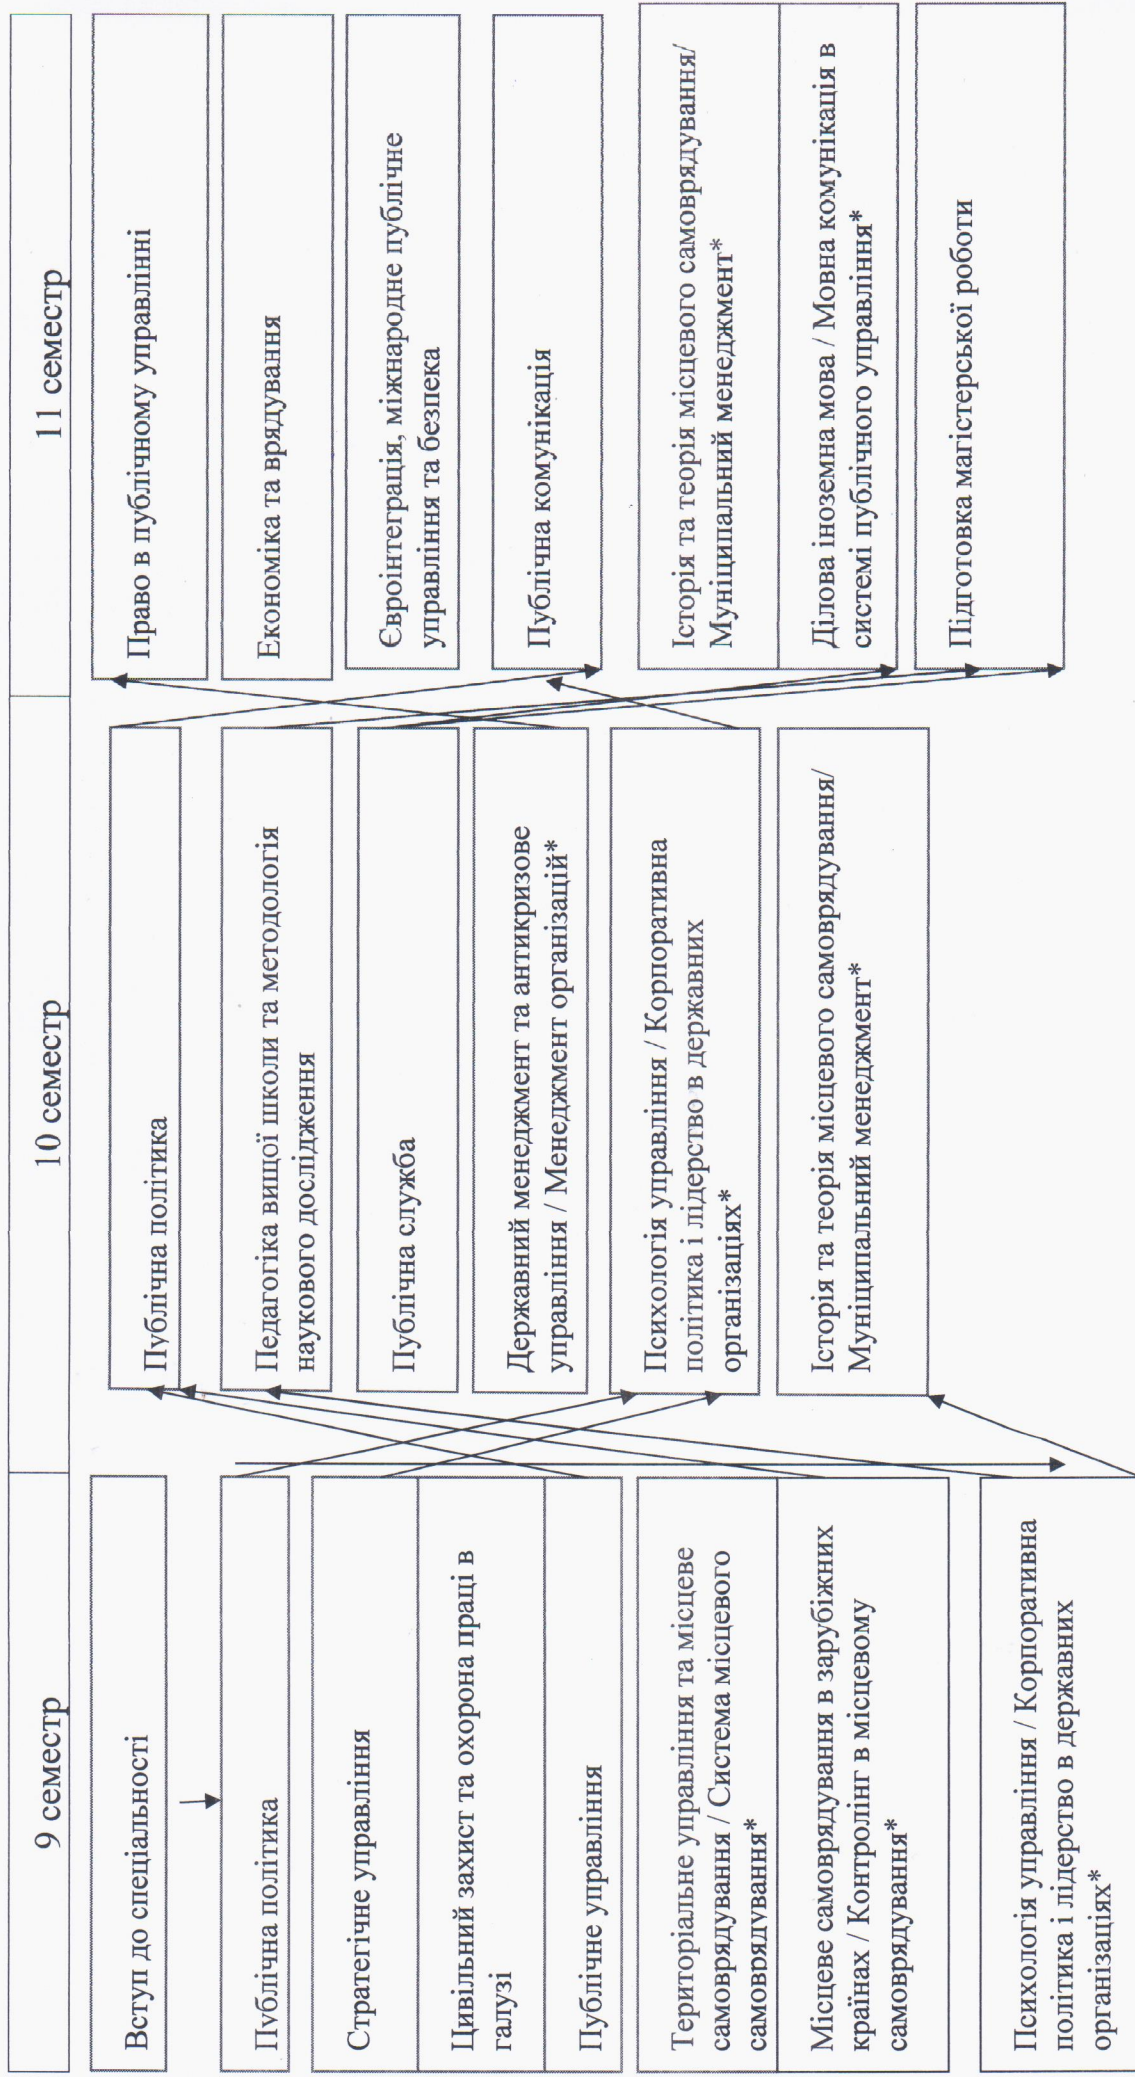 9 семестр
10 семестр
11 семестр
Вступ до спеціальності
Публічна політика
Стратегічне управління
Цивільний захист та охорона праці в
галузі
Публічне управління
Територіальне управління та місцеве
самоврядування / Система місцевого
самоврядування*
Місцеве самоврядування в зарубіжних
країнах / Контролінг в місцевому
самоврядування*
Психологія управління / Корпоративна
політика і лідерство в державних
організаціях*
Публічна політика
Педагогіка вищої школи та методологія
наукового дослідження
Публічна служба
Державний менеджмент та антикризове
управління / Менеджмент організацій*
Психологія управління / Корпоративна
політика і лідерство в державних
організаціях*
Історія та теорія місцевого самоврядування/
Муніципальний менеджмент*
Право в публічному управлінні
Економіка та врядування
Євроінтеграція, міжнародне публічне
управління та безпека
Публічна комунікація
Історія та теорія місцевого самоврядування/
Муніципальний менеджмент*
Ділова іноземна мова / Мовна комунікація в
системі публічного управління*
Підготовка магістерської роботи